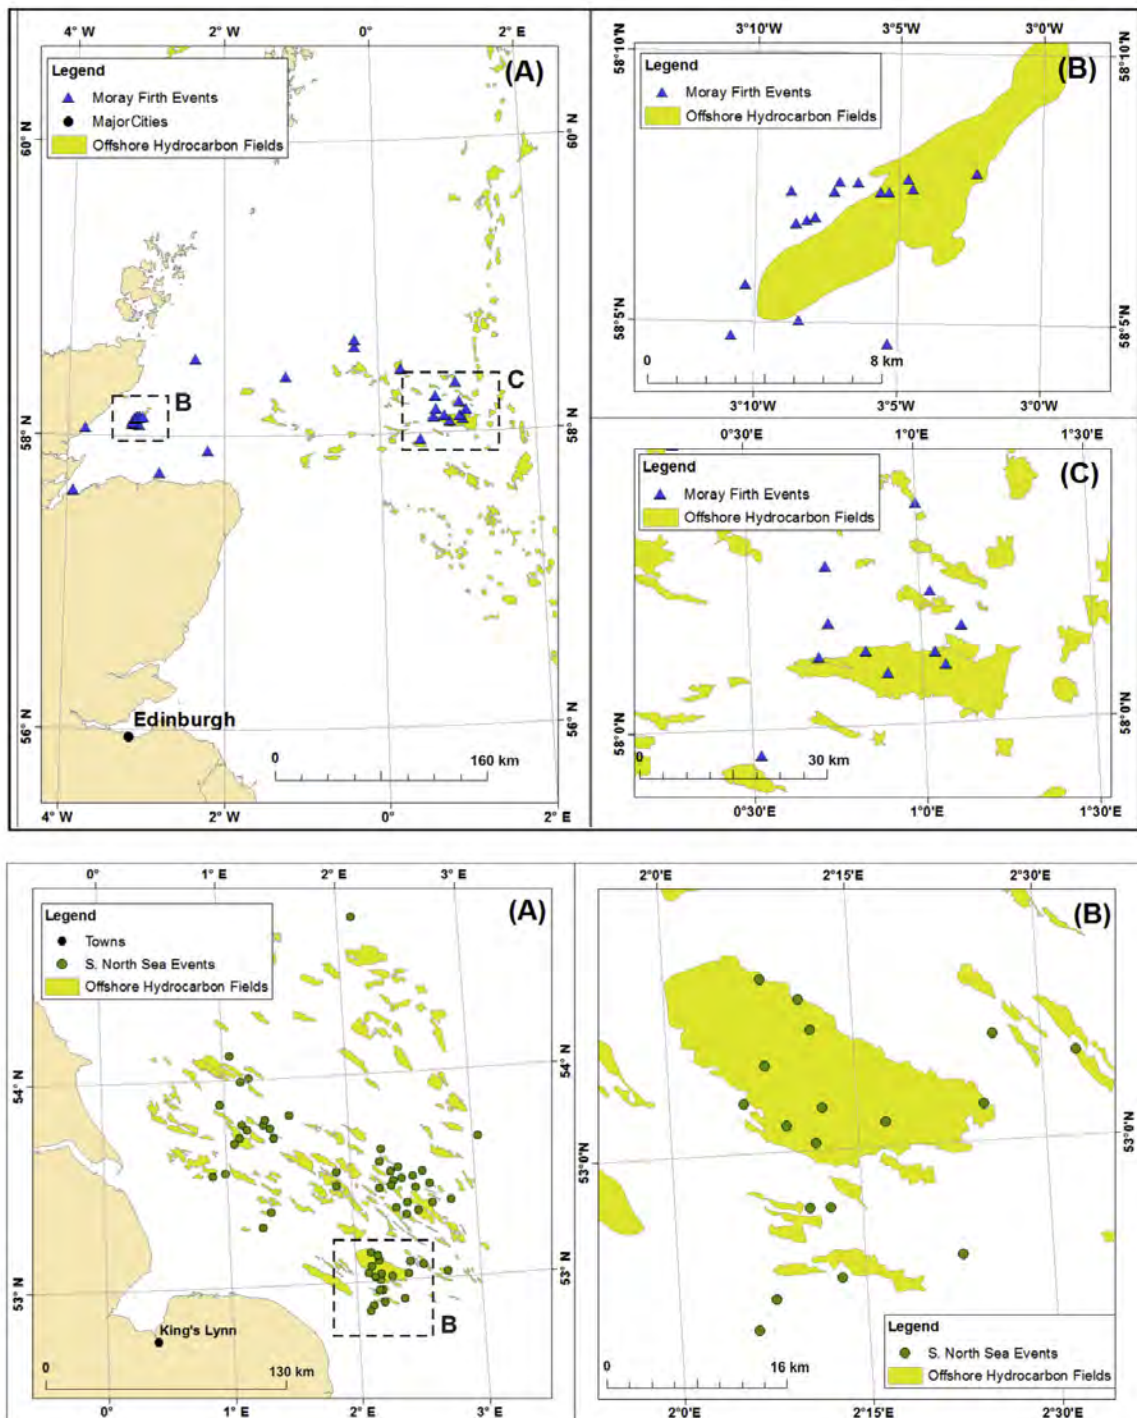 4° W 2° W 0° 2° E
Legend
Moray Firth Events
MajorCities
Offshore Hydrocarbon Fields
(A)
60° N 60° N
B
C
58° N 58° N
Edinburgh
56° N 56° N
0 160 km
4° W 2° W 0° 2° E
3°10'W 3°5'W 3°0'W
58°10'N 58°10'N
Legend
Moray Firth Events
Offshore Hydrocarbon Fields
(B)
58°5'N 58°5'N
0 8 km
3°10'W 3°5'W 3°0'W
0°30'E 1°0'E 1°30'E
Legend
Moray Firth Events
Offshore Hydrocarbon Fields
(C)
58°0'N 58°0'N
0 30 km
0°30'E 1°0'E 1°30'E
0° 1° E 2° E 3° E
Legend
Towns
S. North Sea Events
Offshore Hydrocarbon Fields
(A)
54° N 54° N
53° N 53° N
B
King's Lynn
0 130 km
0° 1° E 2° E 3° E
2°0'E 2°15'E 2°30'E
(B)
53°0'N 53°0'N
Legend
S. North Sea Events
Offshore Hydrocarbon Fields
0 16 km
2°0'E 2°15'E 2°30'E